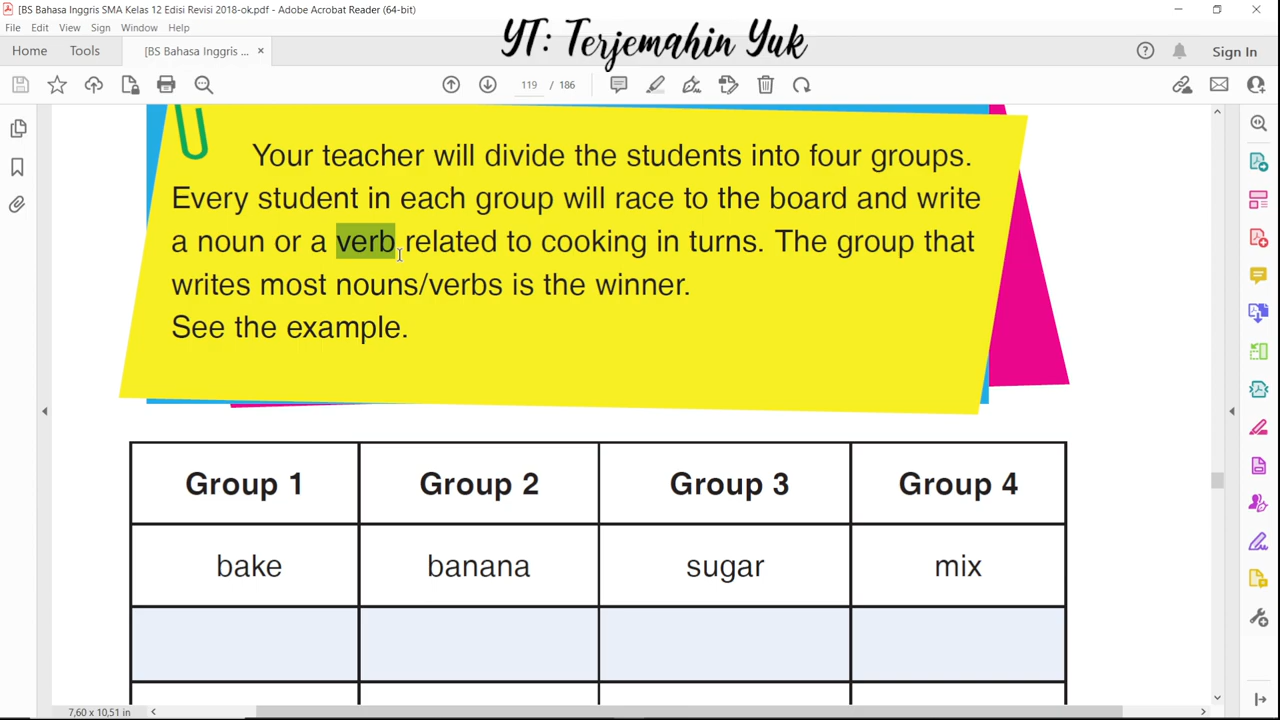 [BS Bahasa Inggris SMA Kelas 12 Edisi Revisi 2018-ok.pdf - Adobe Acrobat Reader (64-bit)
File Edit View Sign Window Help
YT: Terjemahin Yuk
Home Tools [BS Bahasa Inggris ... × Sign In
119 / 186
Your teacher will divide the students into four groups.
Every student in each group will race to the board and write
a noun or a verb related to cooking in turns. The group that
writes most nouns/verbs is the winner.
See the example.
Group 1 Group 2 Group 3 Group 4
bake banana sugar mix
7,60 x 10,51 in